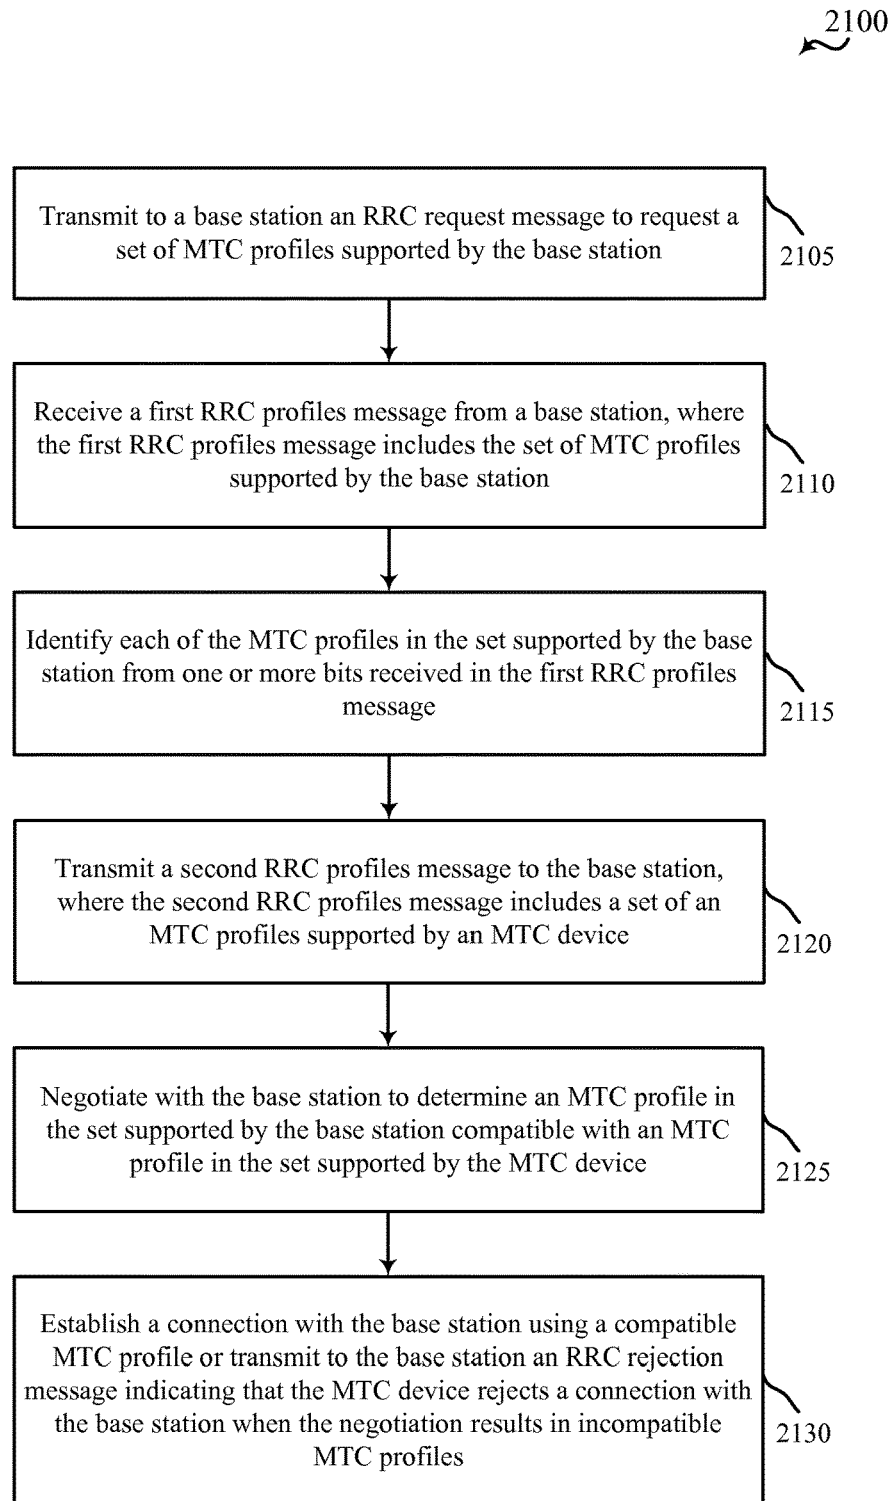 2100
Transmit to a base station an RRC request message to request a
set of MTC profiles supported by the base station
2105
Receive a first RRC profiles message from a base station, where
the first RRC profiles message includes the set of MTC profiles
supported by the base station
2110
Identify each of the MTC profiles in the set supported by the base
station from one or more bits received in the first RRC profiles
message
2115
Transmit a second RRC profiles message to the base station,
where the second RRC profiles message includes a set of an
MTC profiles supported by an MTC device
2120
Negotiate with the base station to determine an MTC profile in
the set supported by the base station compatible with an MTC
profile in the set supported by the MTC device
2125
Establish a connection with the base station using a compatible
MTC profile or transmit to the base station an RRC rejection
message indicating that the MTC device rejects a connection with
the base station when the negotiation results in incompatible
MTC profiles
2130